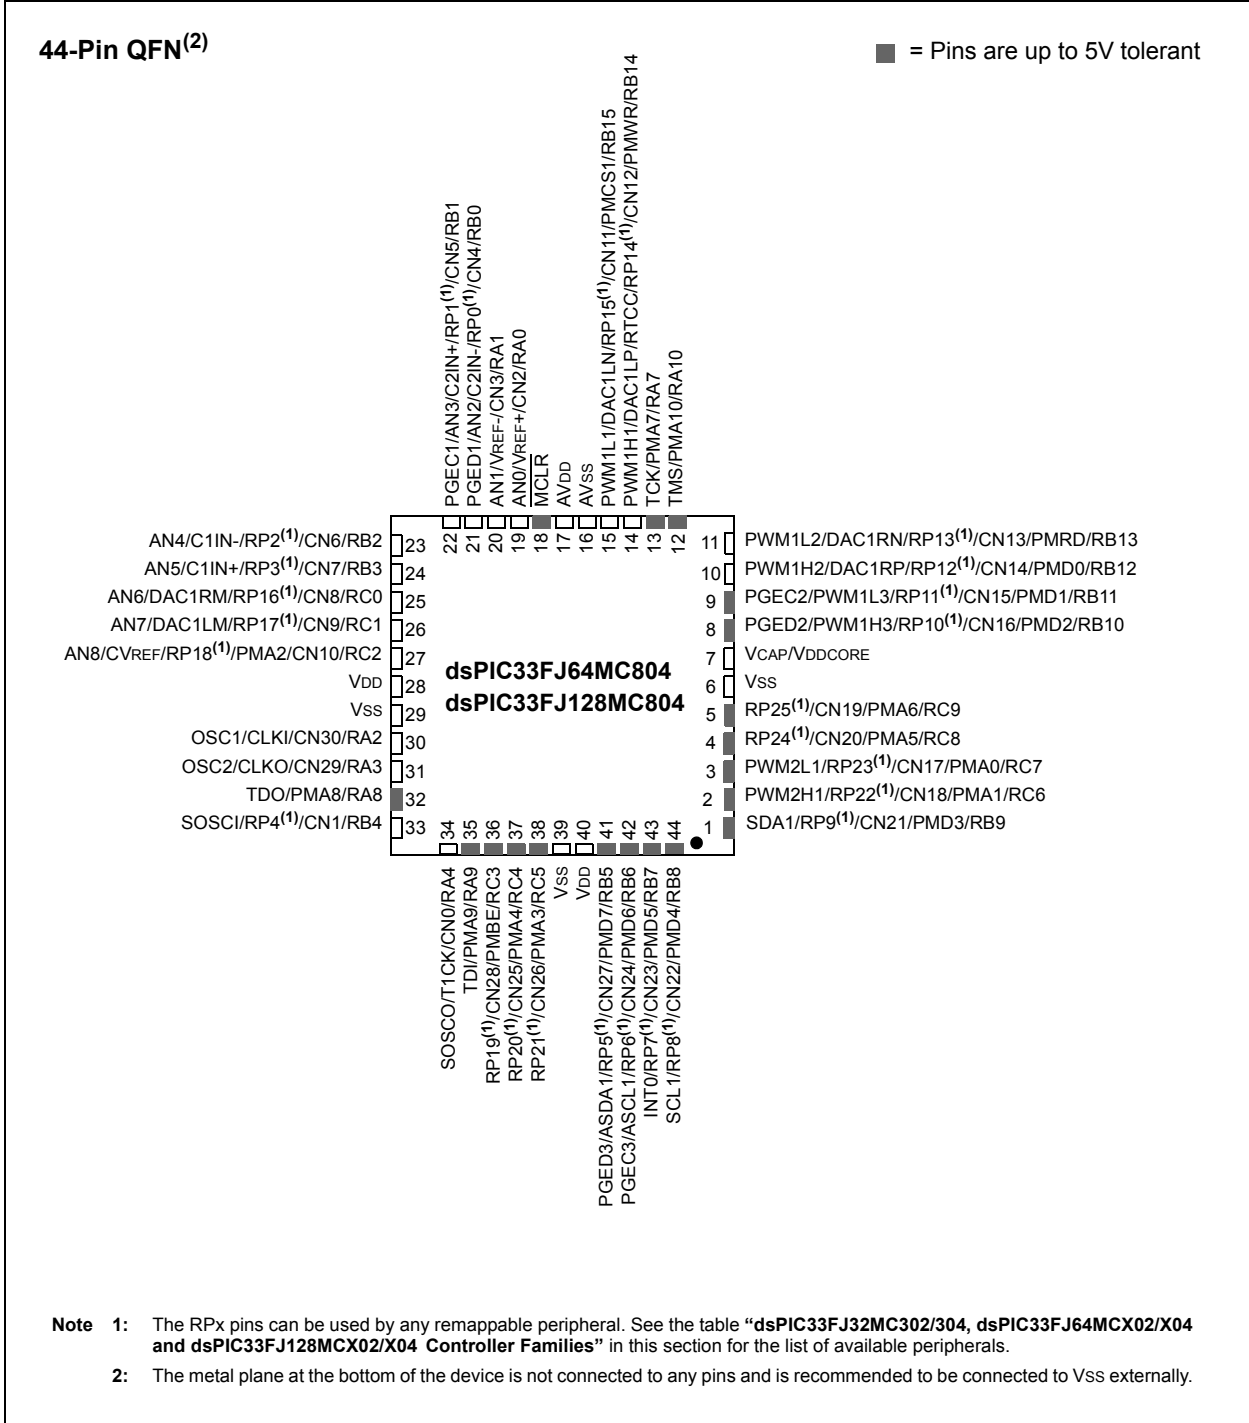 44-Pin QFN(2)
= Pins are up to 5V tolerant
PGEC1/AN3/C2IN+/RP1(1)/CN5/RB1
PGED1/AN2/C2IN-/RP0(1)/CN4/RB0
AN1/VREF-/CN3/RA1
AN0/VREF+/CN2/RA0
MCLR
AVDD
AVSS
PWM1L1/DAC1LN/RP15(1)/CN11/PMCS1/RB15
PWM1H1/DAC1LP/RTCC/RP14(1)/CN12/PMWR/RB14
TCK/PMA7/RA7
TMS/PMA10/RA10
22 21 20 19 18 17 16 15 14 13 12
AN4/C1IN-/RP2(1)/CN6/RB2 23
AN5/C1IN+/RP3(1)/CN7/RB3 24
AN6/DAC1RM/RP16(1)/CN8/RC0 25
AN7/DAC1LM/RP17(1)/CN9/RC1 26
AN8/CVREF/RP18(1)/PMA2/CN10/RC2 27
VDD 28
VSS 29
OSC1/CLKI/CN30/RA2 30
OSC2/CLKO/CN29/RA3 31
TDO/PMA8/RA8 32
SOSCI/RP4(1)/CN1/RB4 33
dsPIC33FJ64MC804
dsPIC33FJ128MC804
11 PWM1L2/DAC1RN/RP13(1)/CN13/PMRD/RB13
10 PWM1H2/DAC1RP/RP12(1)/CN14/PMD0/RB12
9 PGEC2/PWM1L3/RP11(1)/CN15/PMD1/RB11
8 PGED2/PWM1H3/RP10(1)/CN16/PMD2/RB10
7 VCAP/VDDCORE
6 VSS
5 RP25(1)/CN19/PMA6/RC9
4 RP24(1)/CN20/PMA5/RC8
3 PWM2L1/RP23(1)/CN17/PMA0/RC7
2 PWM2H1/RP22(1)/CN18/PMA1/RC6
1 SDA1/RP9(1)/CN21/PMD3/RB9
34 35 36 37 38 39 40 41 42 43 44
SOSCO/T1CK/CN0/RA4
TDI/PMA9/RA9
RP19(1)/CN28/PMBE/RC3
RP20(1)/CN25/PMA4/RC4
RP21(1)/CN26/PMA3/RC5
VSS
VDD
PGED3/ASDA1/RP5(1)/CN27/PMD7/RB5
PGEC3/ASCL1/RP6(1)/CN24/PMD6/RB6
INT0/RP7(1)/CN23/PMD5/RB7
SCL1/RP8(1)/CN22/PMD4/RB8
Note 1: The RPx pins can be used by any remappable peripheral. See the table “dsPIC33FJ32MC302/304, dsPIC33FJ64MCX02/X04
and dsPIC33FJ128MCX02/X04 Controller Families” in this section for the list of available peripherals.
2: The metal plane at the bottom of the device is not connected to any pins and is recommended to be connected to VSS externally.